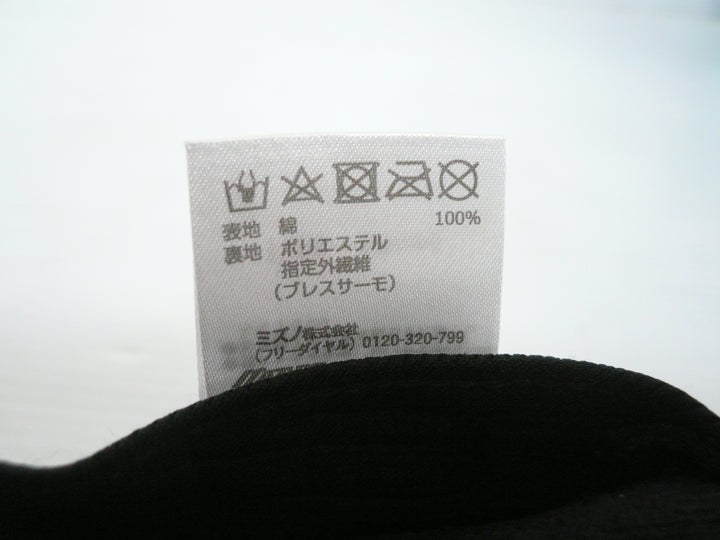 表地 綿 100%
裏地 ポリエステル
指定外繊維
(ブレスサーモ)
ミズノ株式会社
(フリーダイヤル) 0120-320-799